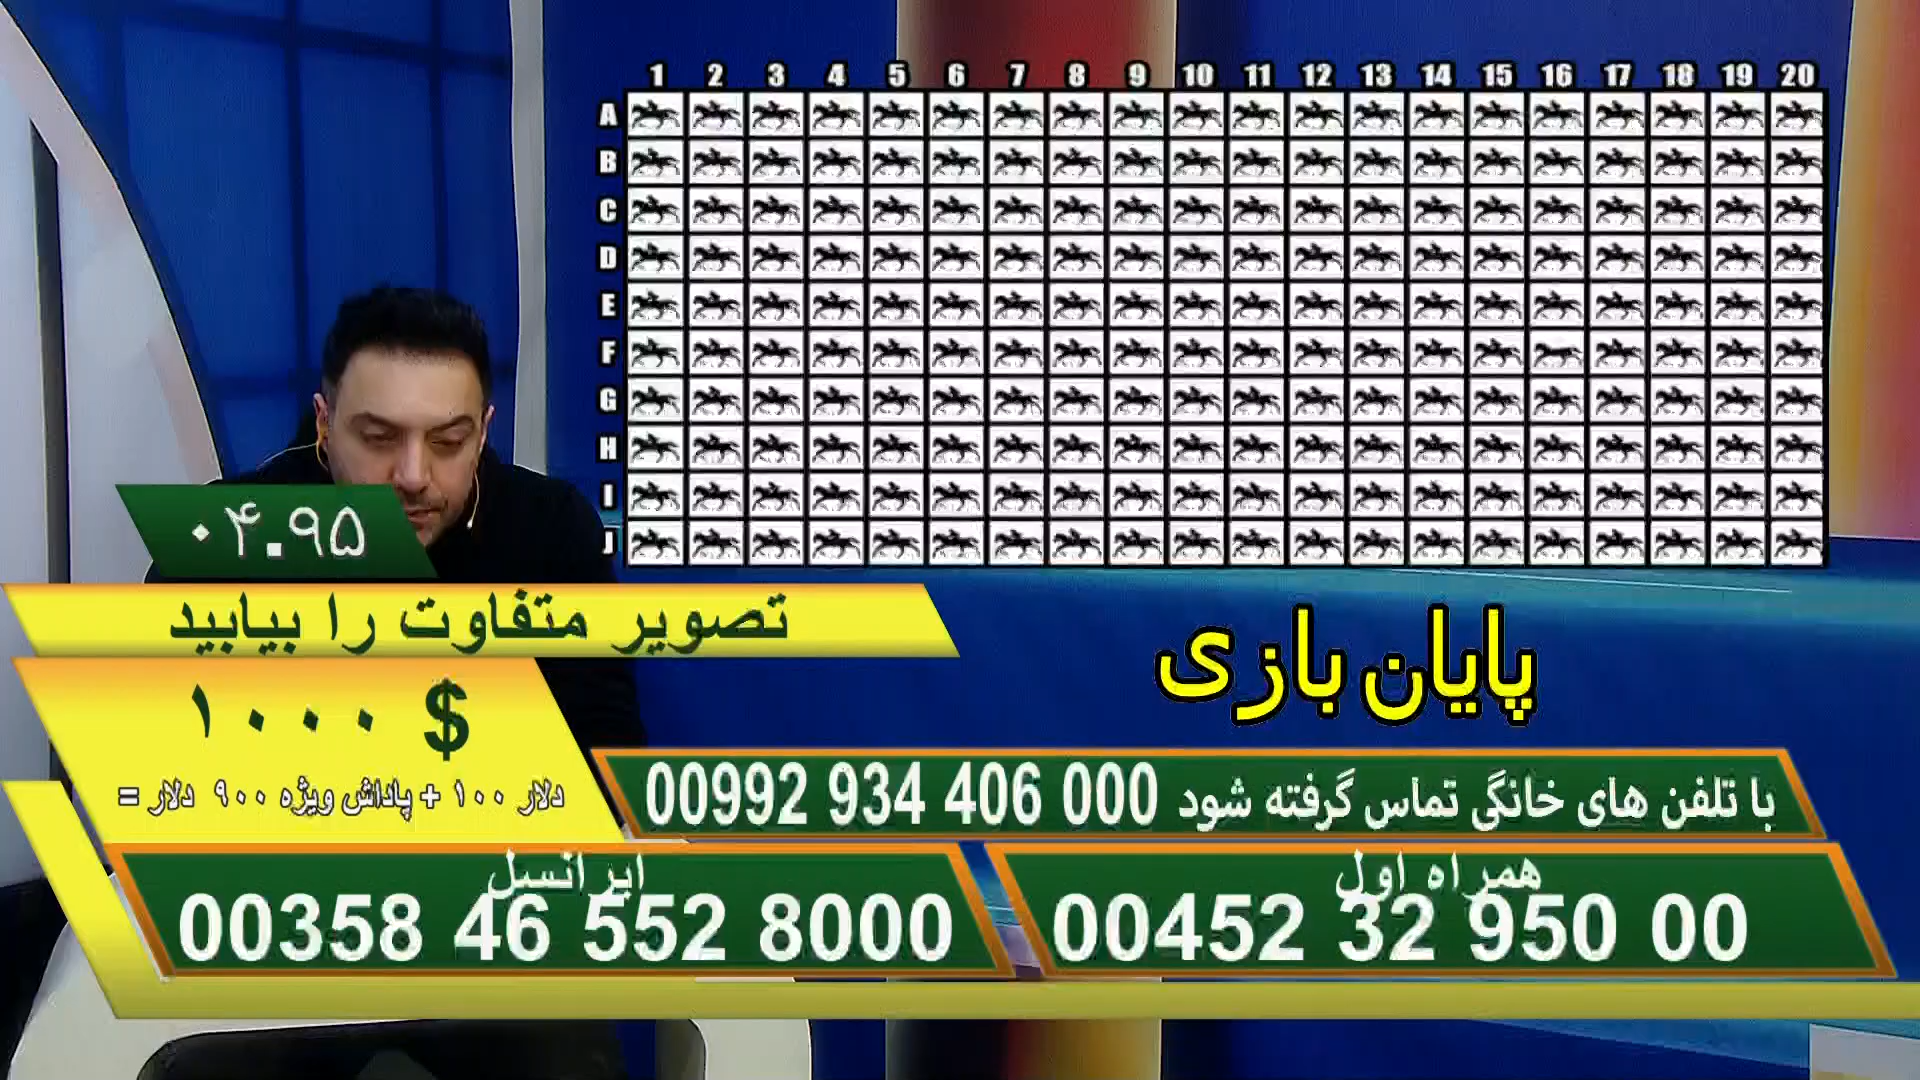 1 2 3 4 5 6 7 8 9 10 11 12 13 14 15 16 17 18 19 20
A
B
C
D
E
F
G
H
I
J
۰۴.۹۵
تصویر متفاوت را بیابید
۱۰۰۰ $
دلار ۱۰۰ + پاداش ویژه ۹۰۰ دلار =
پایان بازی
با تلفن های خانگی تماس گرفته شود 00992 934 406 000
ایرانسل
00358 46 552 8000
همراه اول
00452 32 950 00